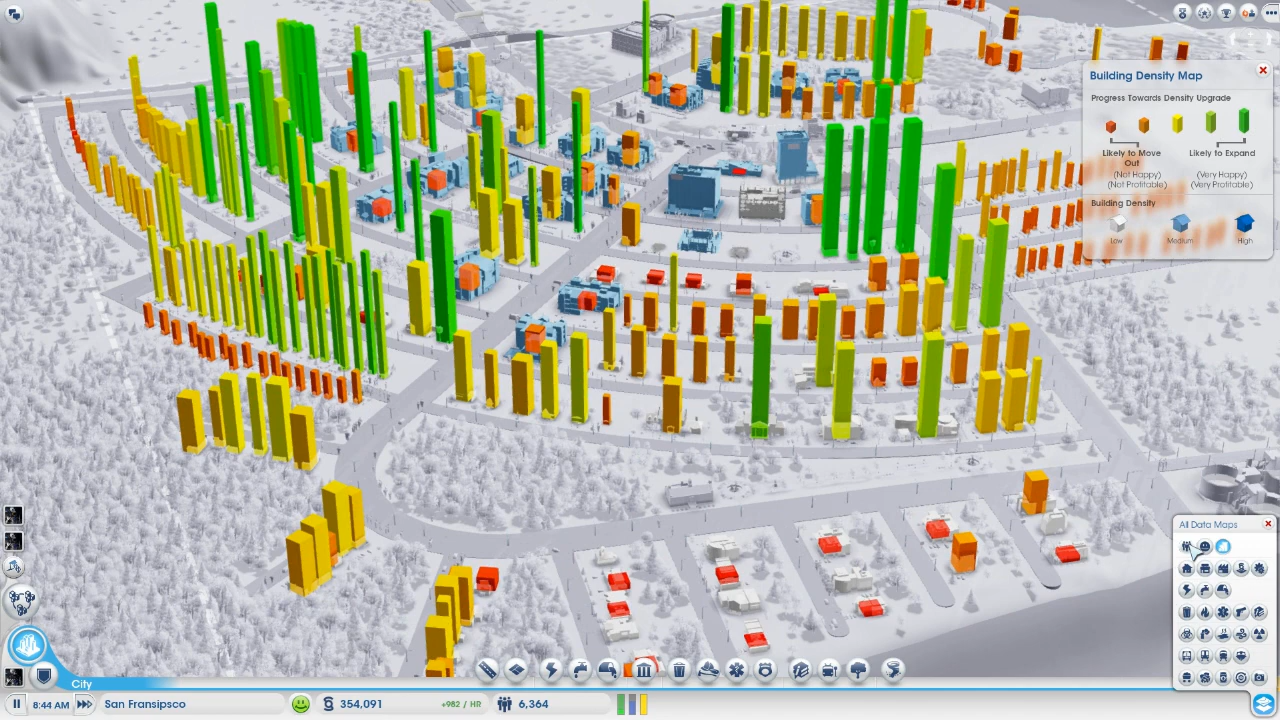 Building Density Map
Progress Towards Density Upgrade
Likely to Move Out
(Not Happy)
(Not Profitable)
Likely to Expand
(Very Happy)
(Very Profitable)
Building Density
Low
Medium
High
All Data Maps
City
8:44 AM
San Fransipsco
354,091
+982 / HR
6,364